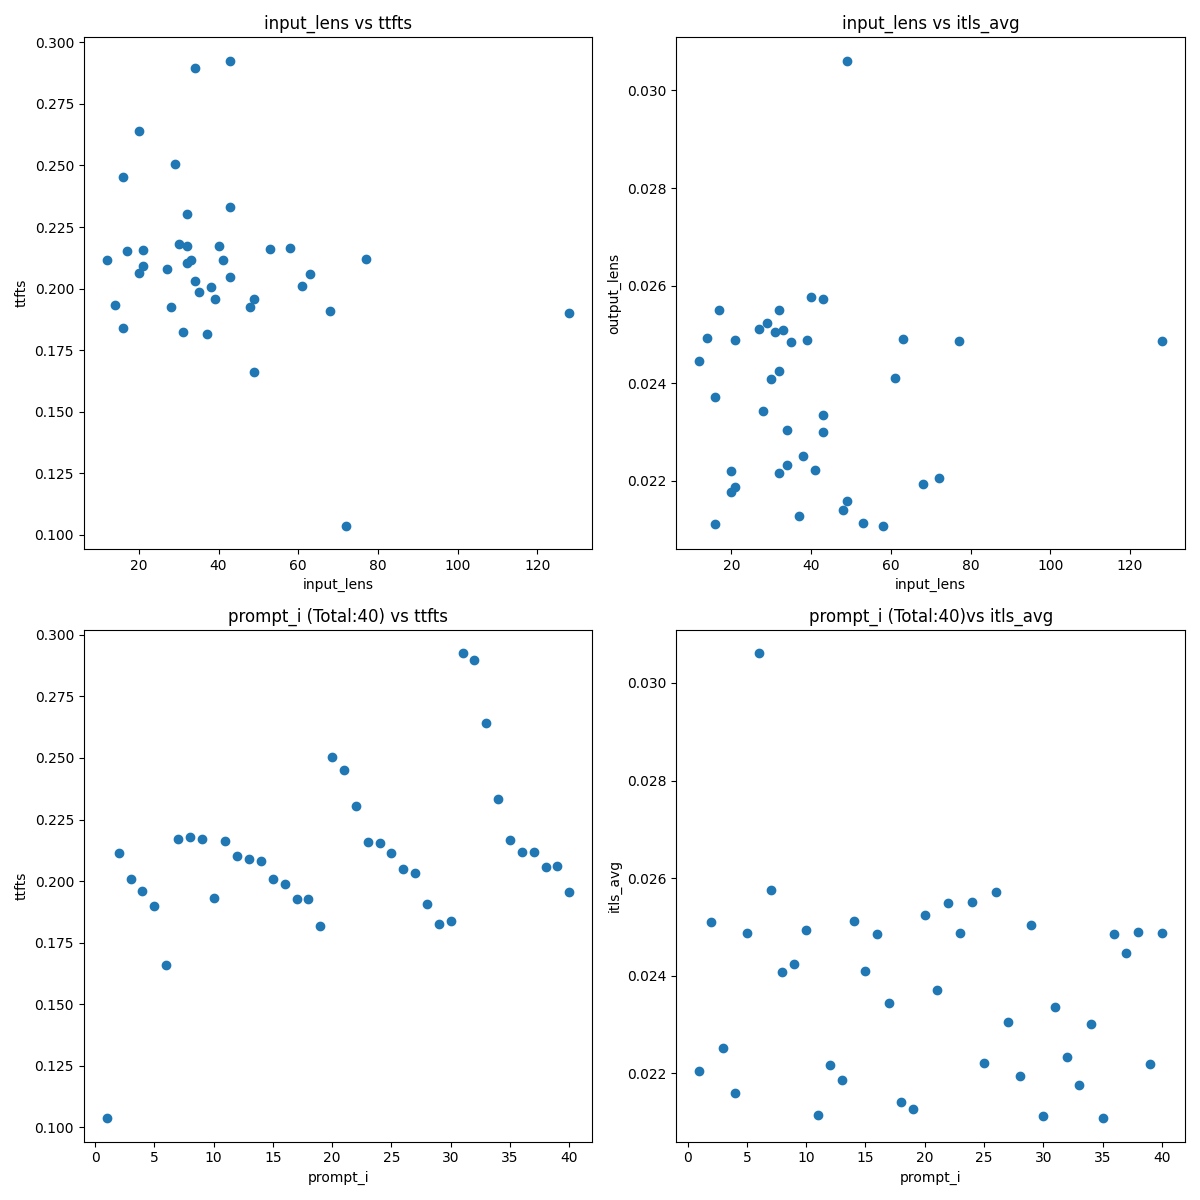 input_lens vs ttfts
0.300
0.275
0.250
0.225
0.200
0.175
0.150
0.125
0.100
ttfts
20 40 60 80 100 120
input_lens
input_lens vs itls_avg
0.030
0.028
0.026
0.024
0.022
output_lens
20 40 60 80 100 120
input_lens
prompt_i (Total:40) vs ttfts
0.300
0.275
0.250
0.225
0.200
0.175
0.150
0.125
0.100
ttfts
0 5 10 15 20 25 30 35 40
prompt_i
prompt_i (Total:40)vs itls_avg
0.030
0.028
0.026
0.024
0.022
itls_avg
0 5 10 15 20 25 30 35 40
prompt_i